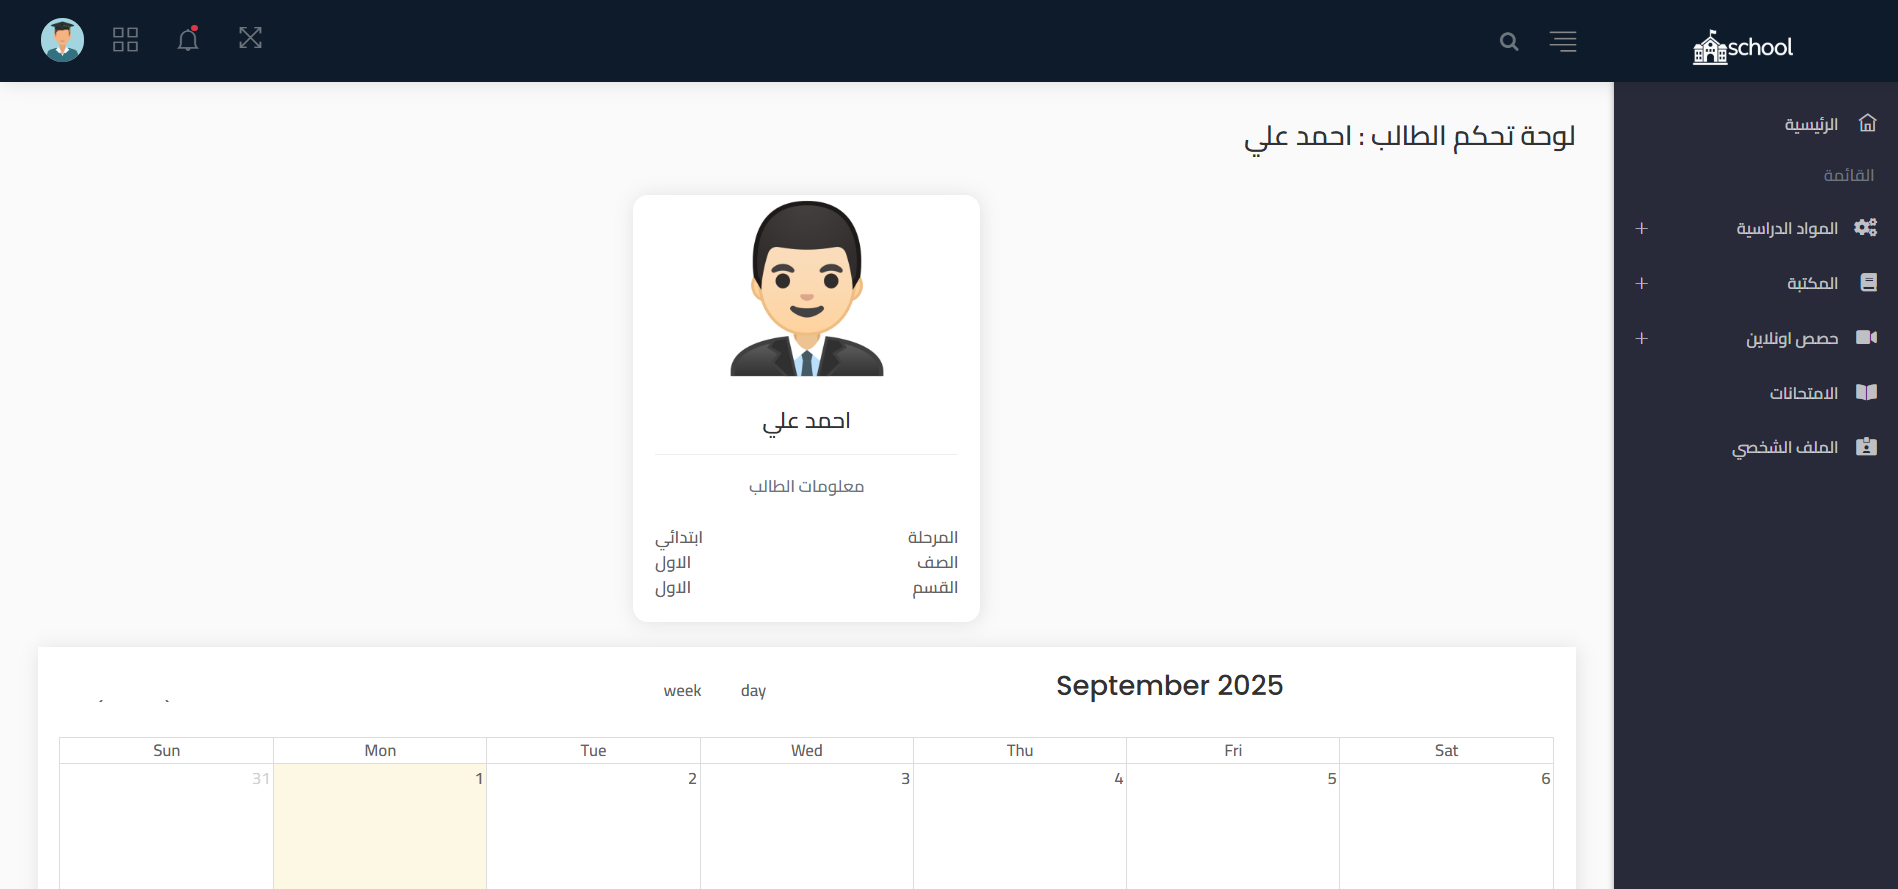 school
الرئيسية
القائمة
المواد الدراسية
المكتبة
حصص اونلاين
الامتحانات
الملف الشخصي
لوحة تحكم الطالب : احمد علي
احمد علي
معلومات الطالب
المرحلة ابتدائي
الصف الاول
القسم الاول
week day September 2025
Sun Mon Tue Wed Thu Fri Sat
31 1 2 3 4 5 6